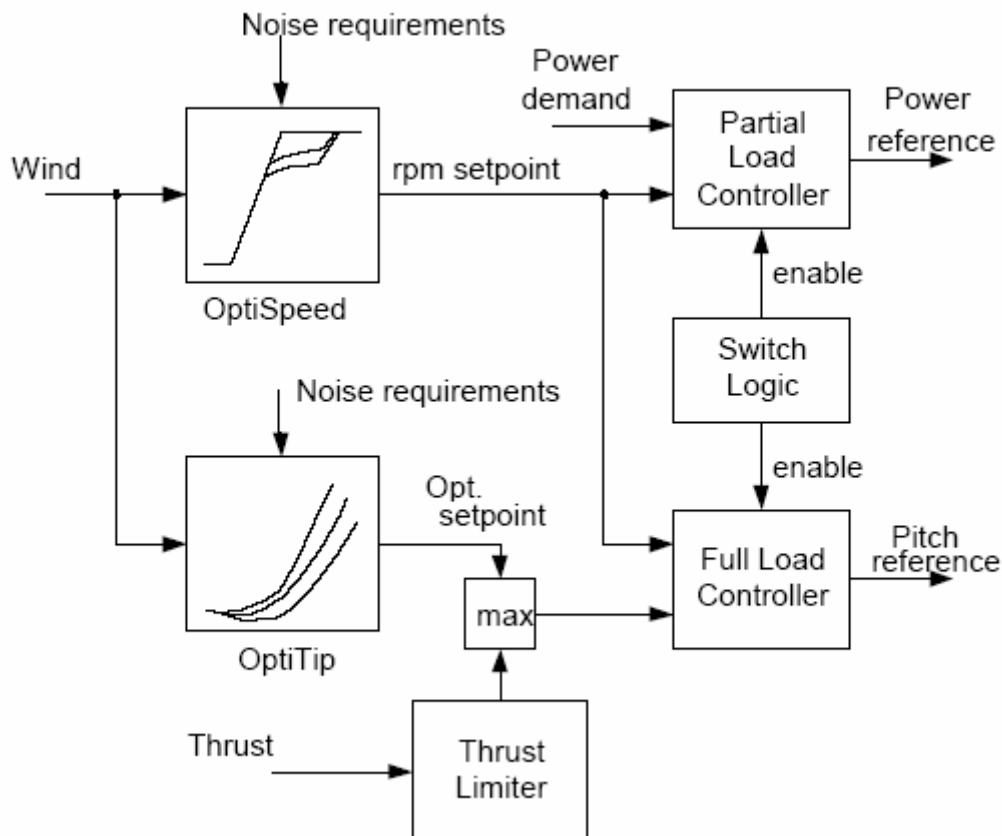 Noise requirements
Power
demand
Partial
Load
Controller
Power
reference
Wind
rpm setpoint
OptiSpeed
enable
Switch
Logic
Noise requirements
enable
Opt.
setpoint
Full Load
Controller
Pitch
reference
max
OptiTip
Thrust
Thrust
Limiter